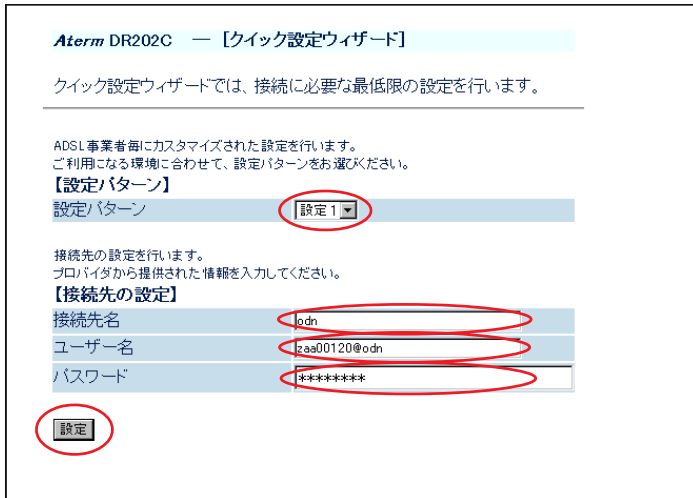 Aterm DR202C ― [クイック設定ウィザード]
クイック設定ウィザードでは、接続に必要な最低限の設定を行います。
ADSL事業者毎にカスタマイズされた設定を行います。
ご利用になる環境に合わせて、設定パターンをお選びください。
【設定パターン】
設定パターン 設定1
接続先の設定を行います。
プロバイダから提供された情報を入力してください。
【接続先の設定】
接続先名 odn
ユーザー名 zaa00120@odn
パスワード ********
設定